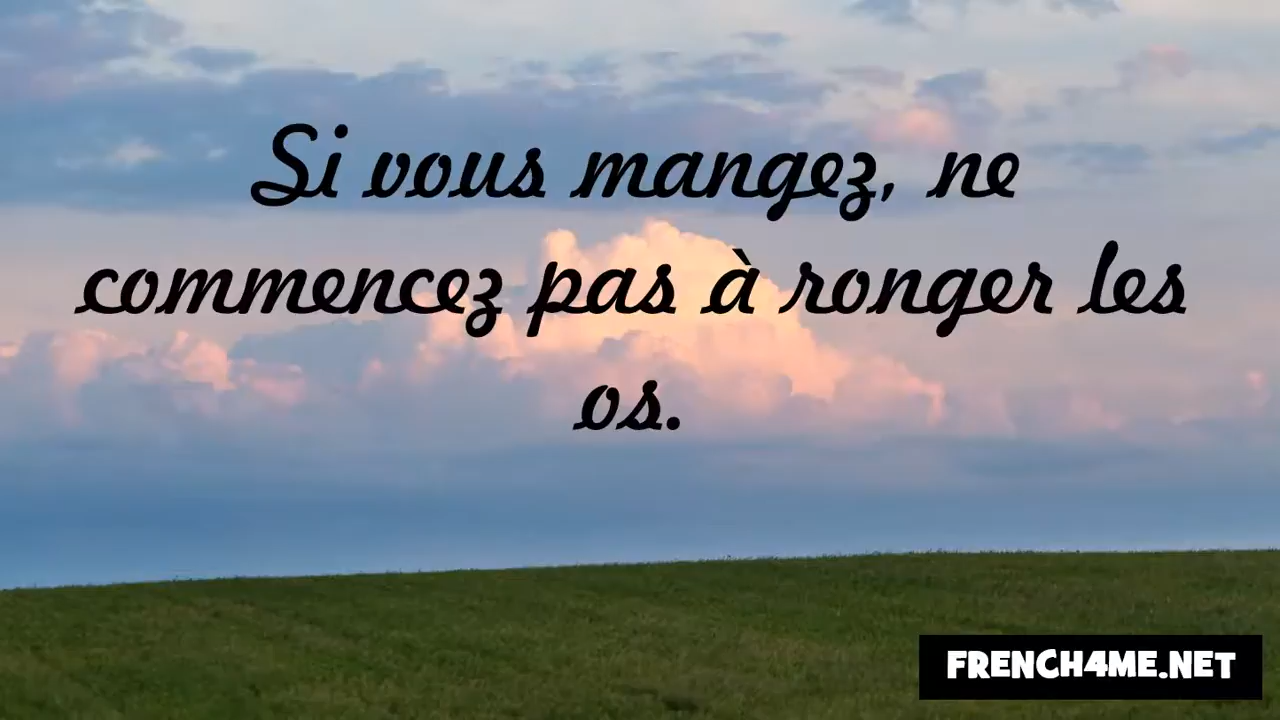 Si vous mangez, ne
commencez pas à ronger les
os.
FRENCH4ME.NET